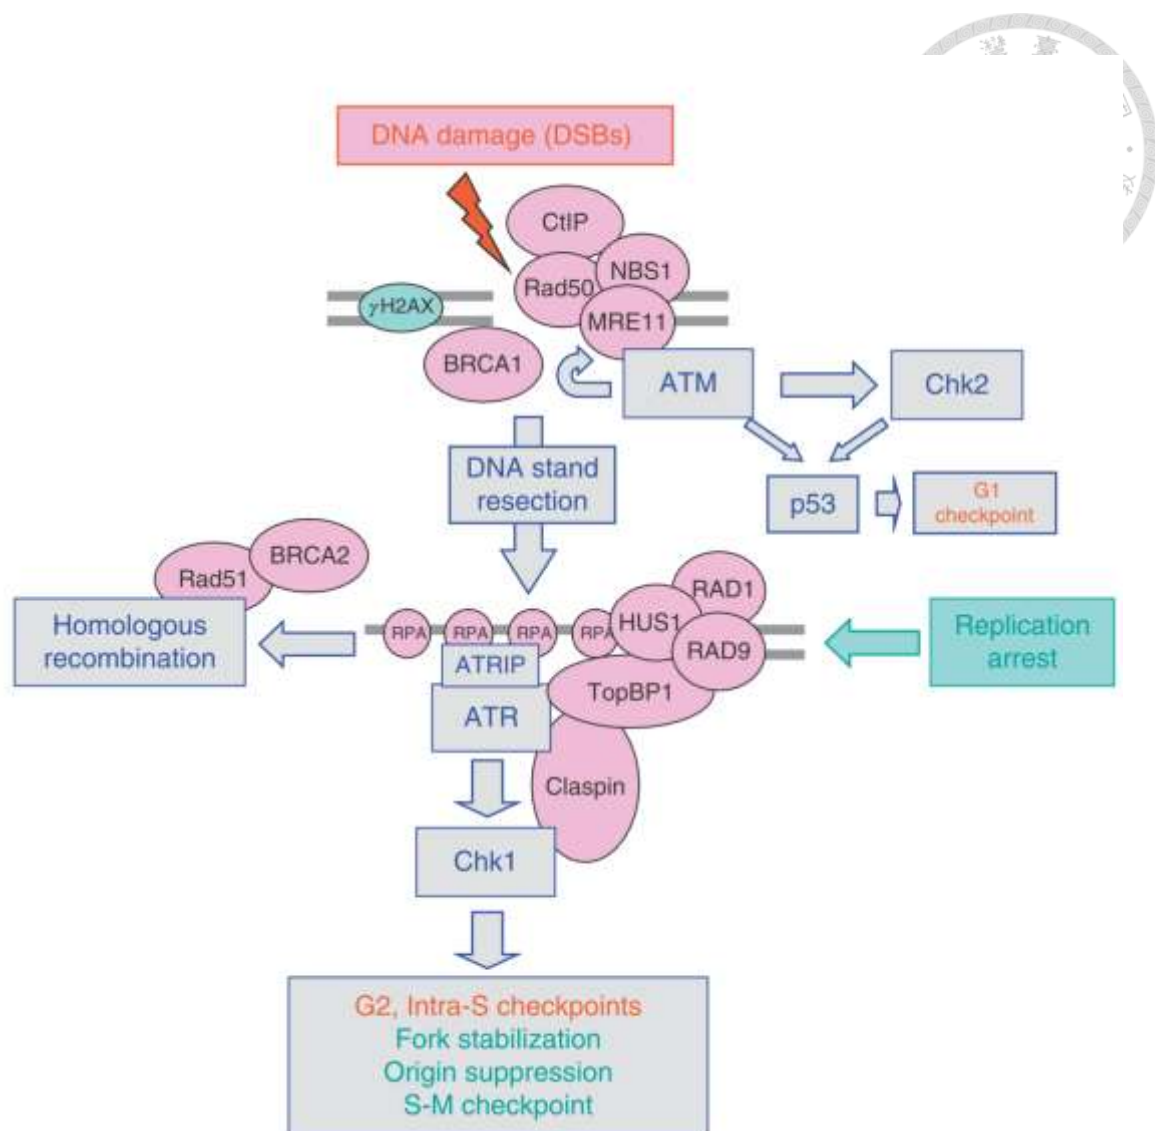 灣 臺
DNA damage (DSBs)
CtIP
NBS1
Rad50
γH2AX
MRE11
BRCA1
ATM
Chk2
DNA stand
resection
p53
G1
checkpoint
BRCA2
Rad51
Homologous
recombination
RPA
RPA
RPA
RPA
ATRIP
ATR
RAD1
HUS1
RAD9
TopBP1
Replication
arrest
Claspin
Chk1
G2, Intra-S checkpoints
Fork stabilization
Origin suppression
S-M checkpoint